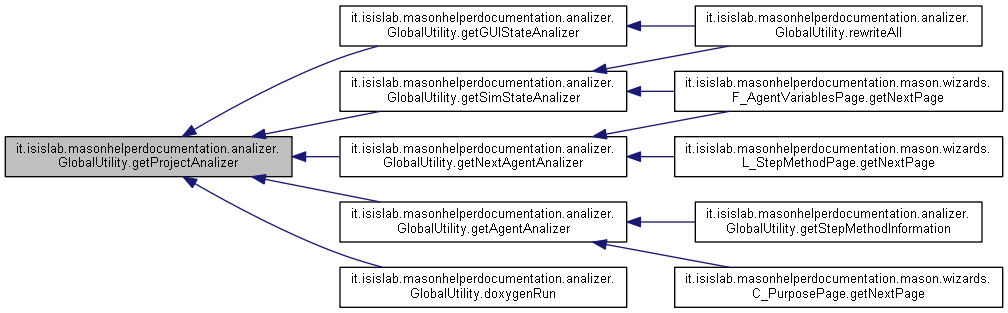 it.isislab.masonhelperdocumentation.analizer.
GlobalUtility.getProjectAnalizer
it.isislab.masonhelperdocumentation.analizer.
GlobalUtility.getGUIStateAnalizer
it.isislab.masonhelperdocumentation.analizer.
GlobalUtility.getSimStateAnalizer
it.isislab.masonhelperdocumentation.analizer.
GlobalUtility.getNextAgentAnalizer
it.isislab.masonhelperdocumentation.analizer.
GlobalUtility.getAgentAnalizer
it.isislab.masonhelperdocumentation.analizer.
GlobalUtility.doxygenRun
it.isislab.masonhelperdocumentation.analizer.
GlobalUtility.rewriteAll
it.isislab.masonhelperdocumentation.mason.wizards.
F_AgentVariablesPage.getNextPage
it.isislab.masonhelperdocumentation.mason.wizards.
L_StepMethodPage.getNextPage
it.isislab.masonhelperdocumentation.analizer.
GlobalUtility.getStepMethodInformation
it.isislab.masonhelperdocumentation.mason.wizards.
C_PurposePage.getNextPage